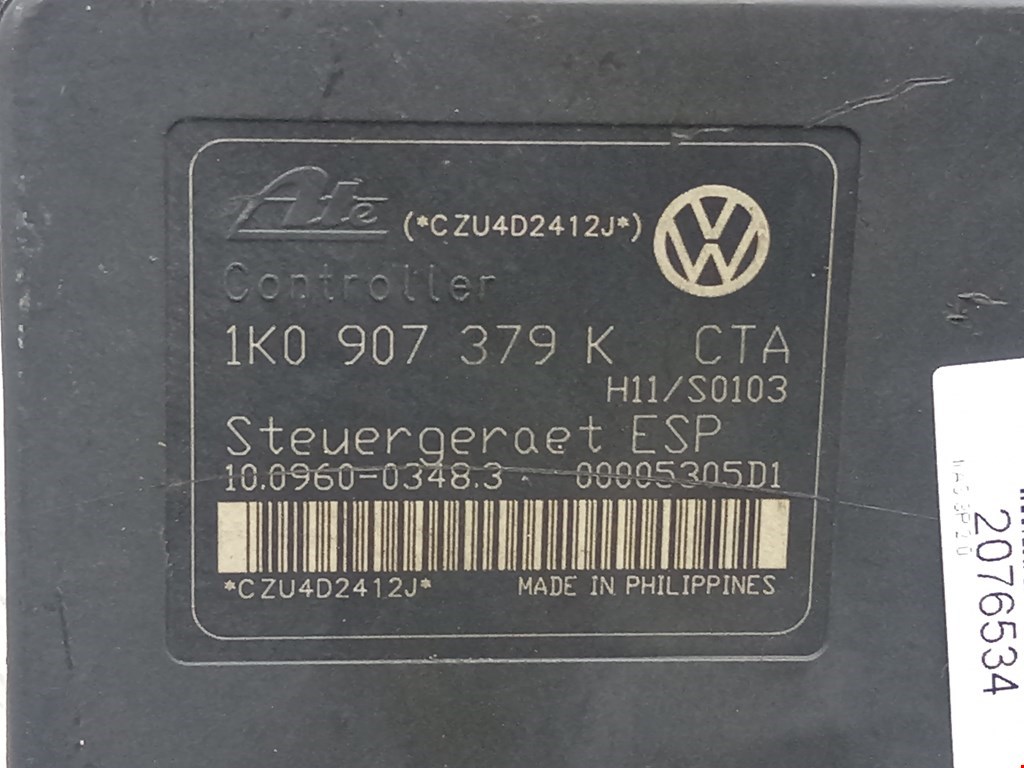 Ate (*CZU4D2412J*)
Controller
1K0 907 379 K CTA
H11/S0103
Steuergeraet ESP
10.0960-0348.3 00005305D1
*CZU4D2412J* MADE IN PHILIPPINES
2076534